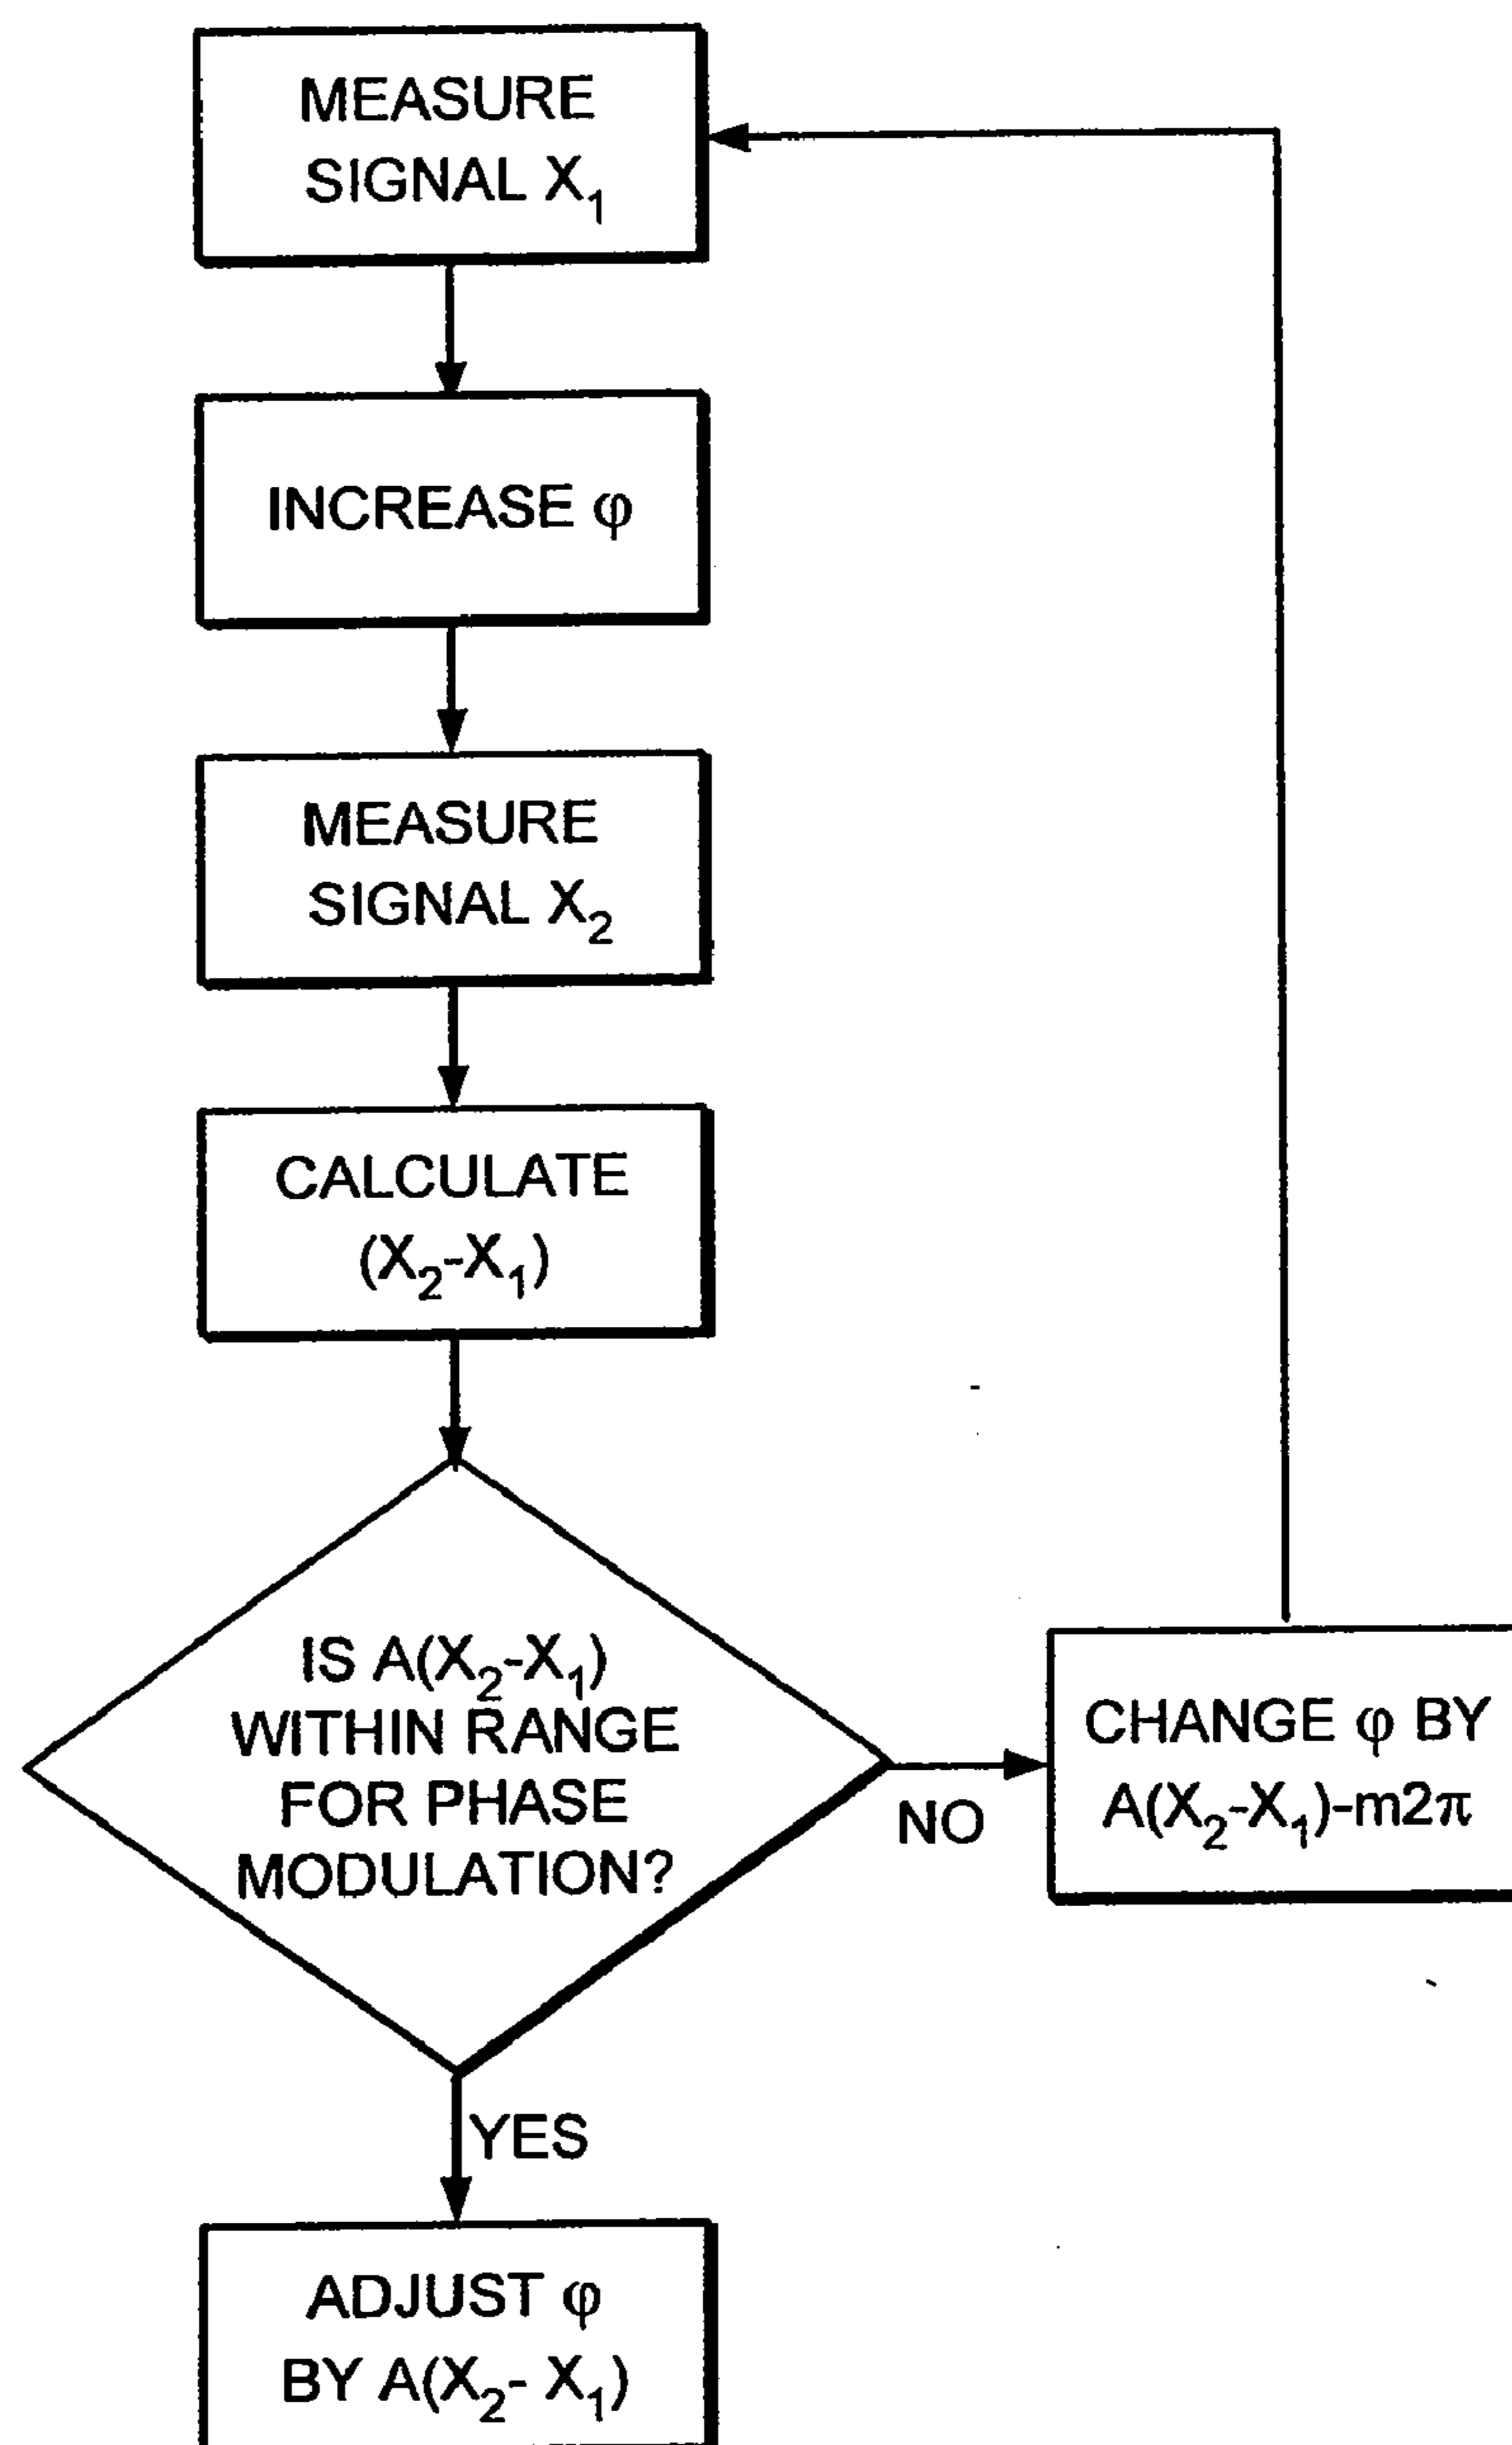 MEASURE
SIGNAL X₁
INCREASE φ
MEASURE
SIGNAL X₂
CALCULATE
(X₂-X₁)
IS A(X₂-X₁)
WITHIN RANGE
FOR PHASE
MODULATION?
NO
CHANGE φ BY
A(X₂-X₁)-m2π
YES
ADJUST φ
BY A(X₂- X₁)